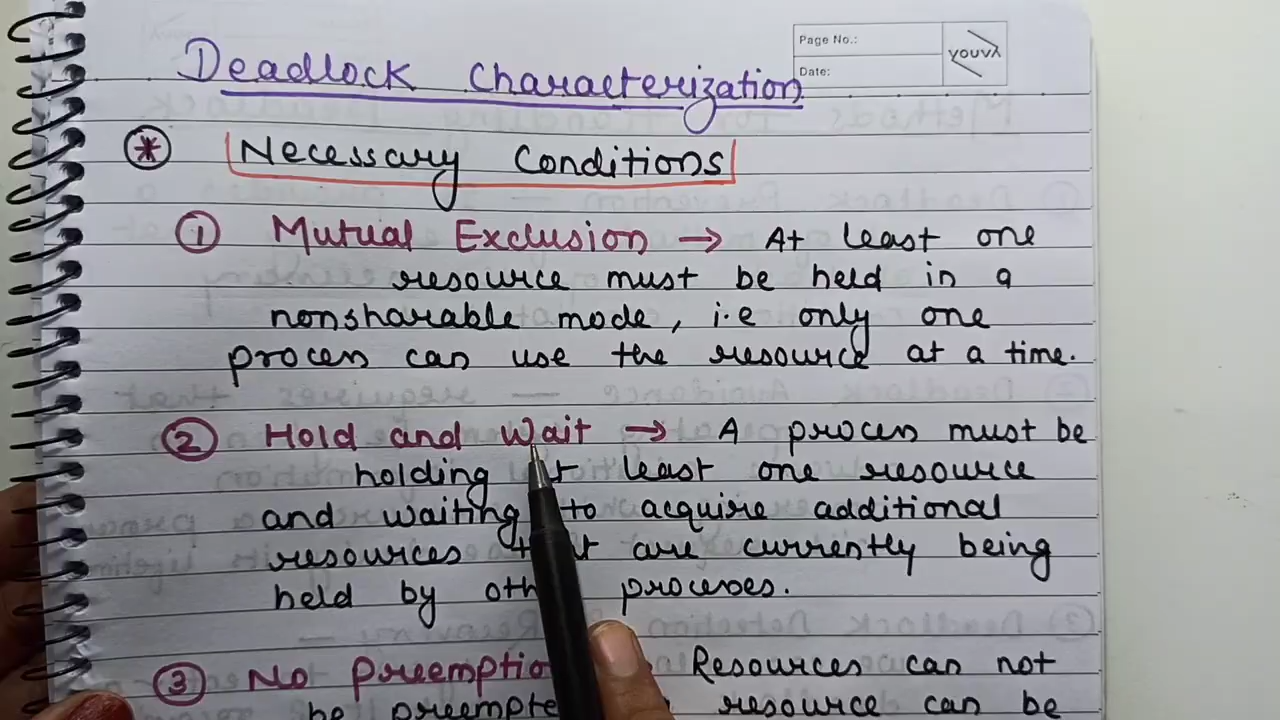 Deadlock Characterization
Page No.:
Date:
YOUVA
* Necessary Conditions
① Mutual Exclusion → At least one
resource must be held in a
nonsharable mode, i.e only one
process can use the resource at a time.
② Hold and Wait → A process must be
holding at least one resource
and waiting to acquire additional
resources that are currently being
held by processes.
③ No Preemption Resources can not
be resource can be